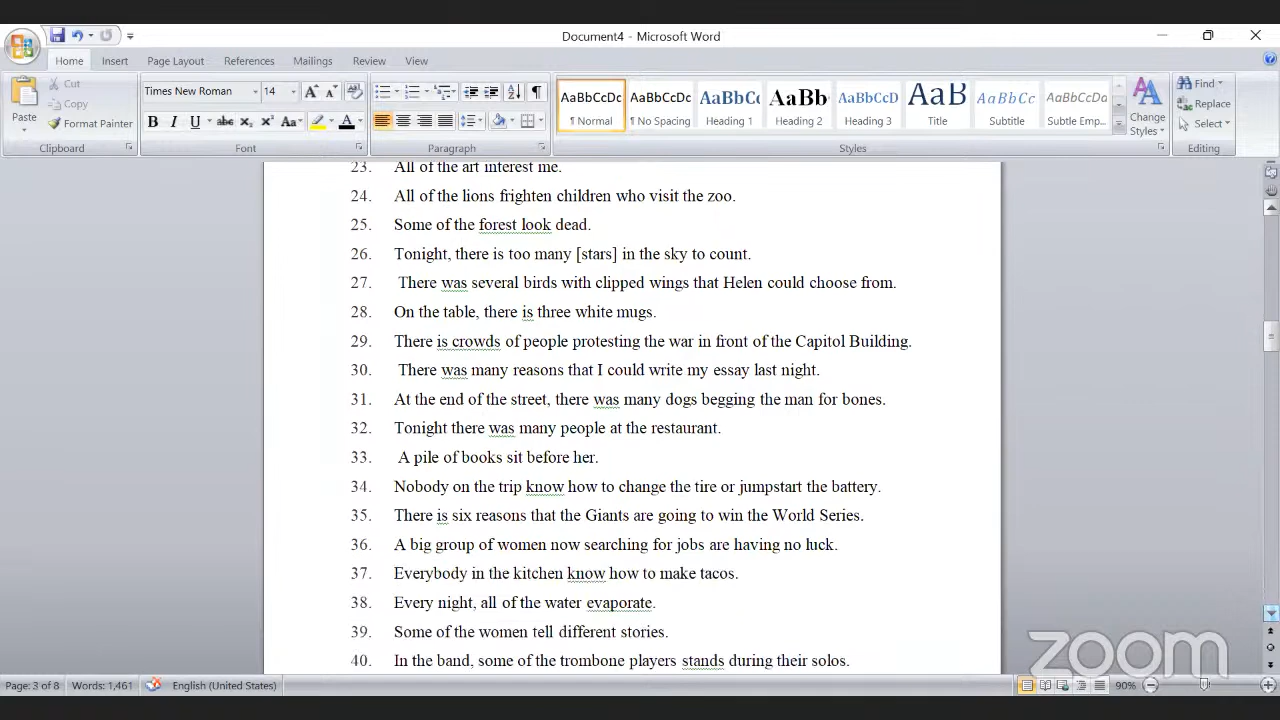 Document4 - Microsoft Word
Home Insert Page Layout References Mailings Review View
Cut
Copy
Format Painter
Paste
Clipboard
Times New Roman 14
Font
Paragraph
AaBbCcDc AaBbCcDc AaBbCc AaBbCc AaBbCcD AaB AaBbCc AaBbCcDa
¶ Normal ¶ No Spacing Heading 1 Heading 2 Heading 3 Title Subtitle Subtle Emp...
Change Styles
Styles
Find
Replace
Select
Editing
23. All of the art interest me.
24. All of the lions frighten children who visit the zoo.
25. Some of the forest look dead.
26. Tonight, there is too many [stars] in the sky to count.
27. There was several birds with clipped wings that Helen could choose from.
28. On the table, there is three white mugs.
29. There is crowds of people protesting the war in front of the Capitol Building.
30. There was many reasons that I could write my essay last night.
31. At the end of the street, there was many dogs begging the man for bones.
32. Tonight there was many people at the restaurant.
33. A pile of books sit before her.
34. Nobody on the trip know how to change the tire or jumpstart the battery.
35. There is six reasons that the Giants are going to win the World Series.
36. A big group of women now searching for jobs are having no luck.
37. Everybody in the kitchen know how to make tacos.
38. Every night, all of the water evaporate.
39. Some of the women tell different stories.
40. In the band, some of the trombone players stands during their solos.
zoom
Page: 3 of 8 Words: 1,461 English (United States) 90%